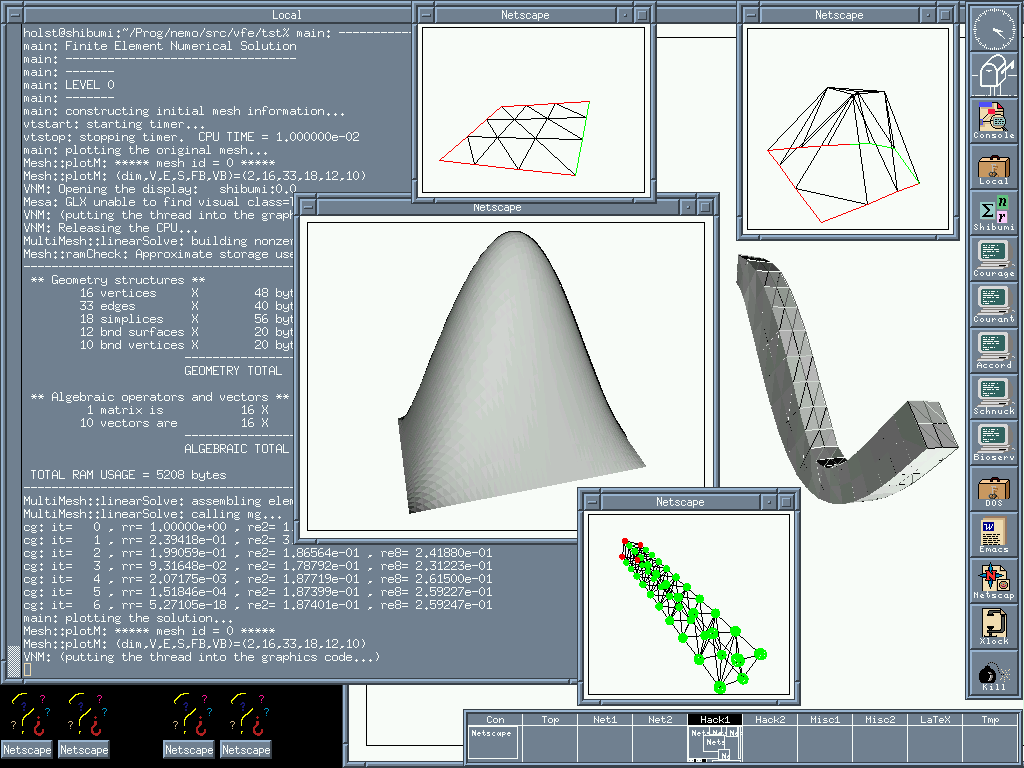 Local
holst@shibumi:~/Prog/nemo/src/vfe/tst% main: -----------
main: Finite Element Numerical Solution
main: -----------------------------------
main: -------
main: LEVEL 0
main: -------
main: constructing initial mesh information...
vtstart: starting timer...
vtstop: stopping timer.  CPU TIME = 1.000000e-02
main: plotting the original mesh...
Mesh::plotM: ***** mesh id = 0 *****
Mesh::plotM: (dim,V,E,S,FB,VB)=(2,16,33,18,12,10)
VNM: Opening the display:   shibumi:0.0
Mesa: GLX unable to find visual class=
VNM: (putting the thread into the graph
VNM: Releasing the CPU...
MultiMesh::linearSolve: building nonzer
Mesh::ramCheck: Approximate storage use
** Geometry structures **
16 vertices     X        48 byt
33 edges        X        40 byt
18 simplices    X        56 byt
12 bnd surfaces X        20 byt
10 bnd vertices X        20 byt
GEOMETRY TOTAL
** Algebraic operators and vectors **
1 matrix is            16 X
10 vectors are          16 X
ALGEBRAIC TOTAL
TOTAL RAM USAGE = 5208 bytes
MultiMesh::linearSolve: assembling elem
MultiMesh::linearSolve: calling mg...
cg: it=   0 , rr= 1.00000e+00 , re2= 1.
cg: it=   1 , rr= 2.39418e-01 , re2= 3.
cg: it=   2 , rr= 1.99059e-01 , re2= 1.86564e-01 , re8= 2.41880e-01
cg: it=   3 , rr= 9.31648e-02 , re2= 1.78792e-01 , re8= 2.31223e-01
cg: it=   4 , rr= 2.07175e-03 , re2= 1.87719e-01 , re8= 2.61500e-01
cg: it=   5 , rr= 1.51846e-04 , re2= 1.87399e-01 , re8= 2.59227e-01
cg: it=   6 , rr= 5.27105e-18 , re2= 1.87401e-01 , re8= 2.59247e-01
main: plotting the solution...
Mesh::plotM: ***** mesh id = 0 *****
Mesh::plotM: (dim,V,E,S,FB,VB)=(2,16,33,18,12,10)
VNM: (putting the thread into the graphics code...)
Netscape
Netscape
Netscape
Netscape
Console
Local
Σ n r
Shibumi
Courage
Courant
Accord
Schnuck
Bioserv
DOS
W
Emacs
N
Netscap
Xlock
Kill
Netscape
Netscape
Netscape
Netscape
Con
Top
Net1
Net2
Hack1
Hack2
Misc1
Misc2
LaTeX
Tmp
Netscape
Nets
Ne
Nets
Ns